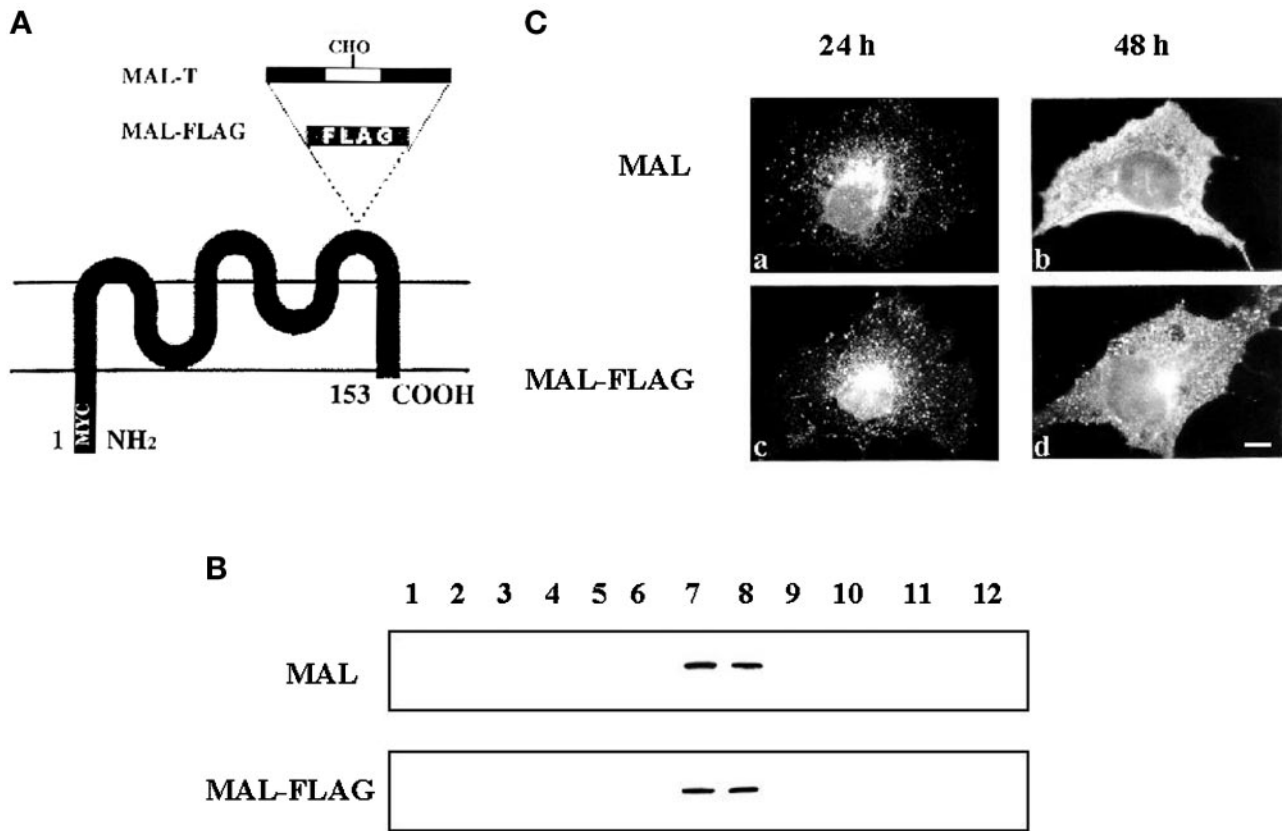 A
CHO
MAL-T
MAL-FLAG
FLAG
153 COOH
1 MYC NH2
C
24 h 48 h
MAL
a b
MAL-FLAG
c d
B
1 2 3 4 5 6 7 8 9 10 11 12
MAL
MAL-FLAG